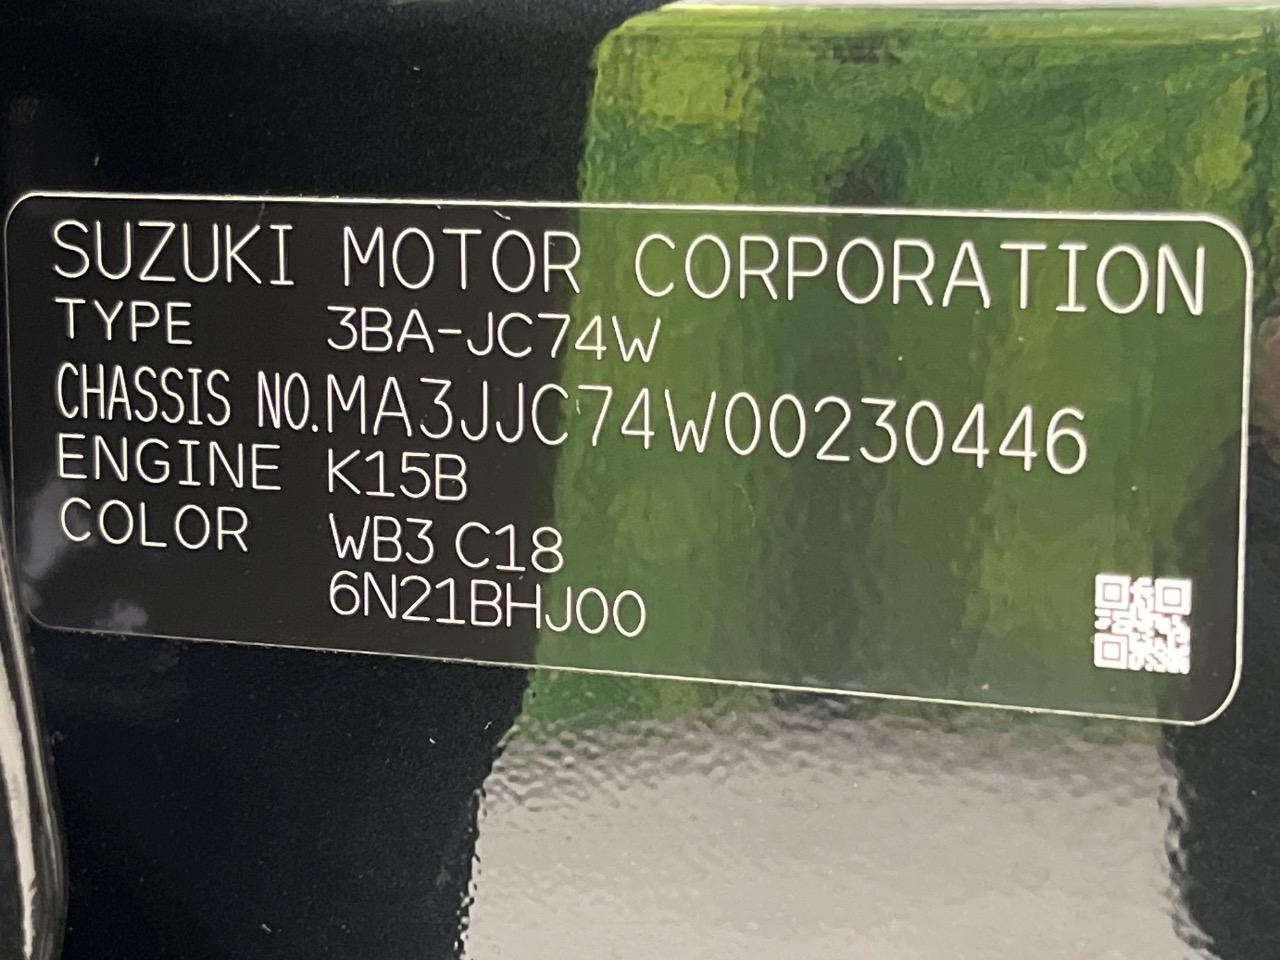 SUZUKI MOTOR CORPORATION
TYPE 3BA-JC74W
CHASSIS NO.MA3JJC74W00230446
ENGINE K15B
COLOR WB3 C18
6N21BHJ00